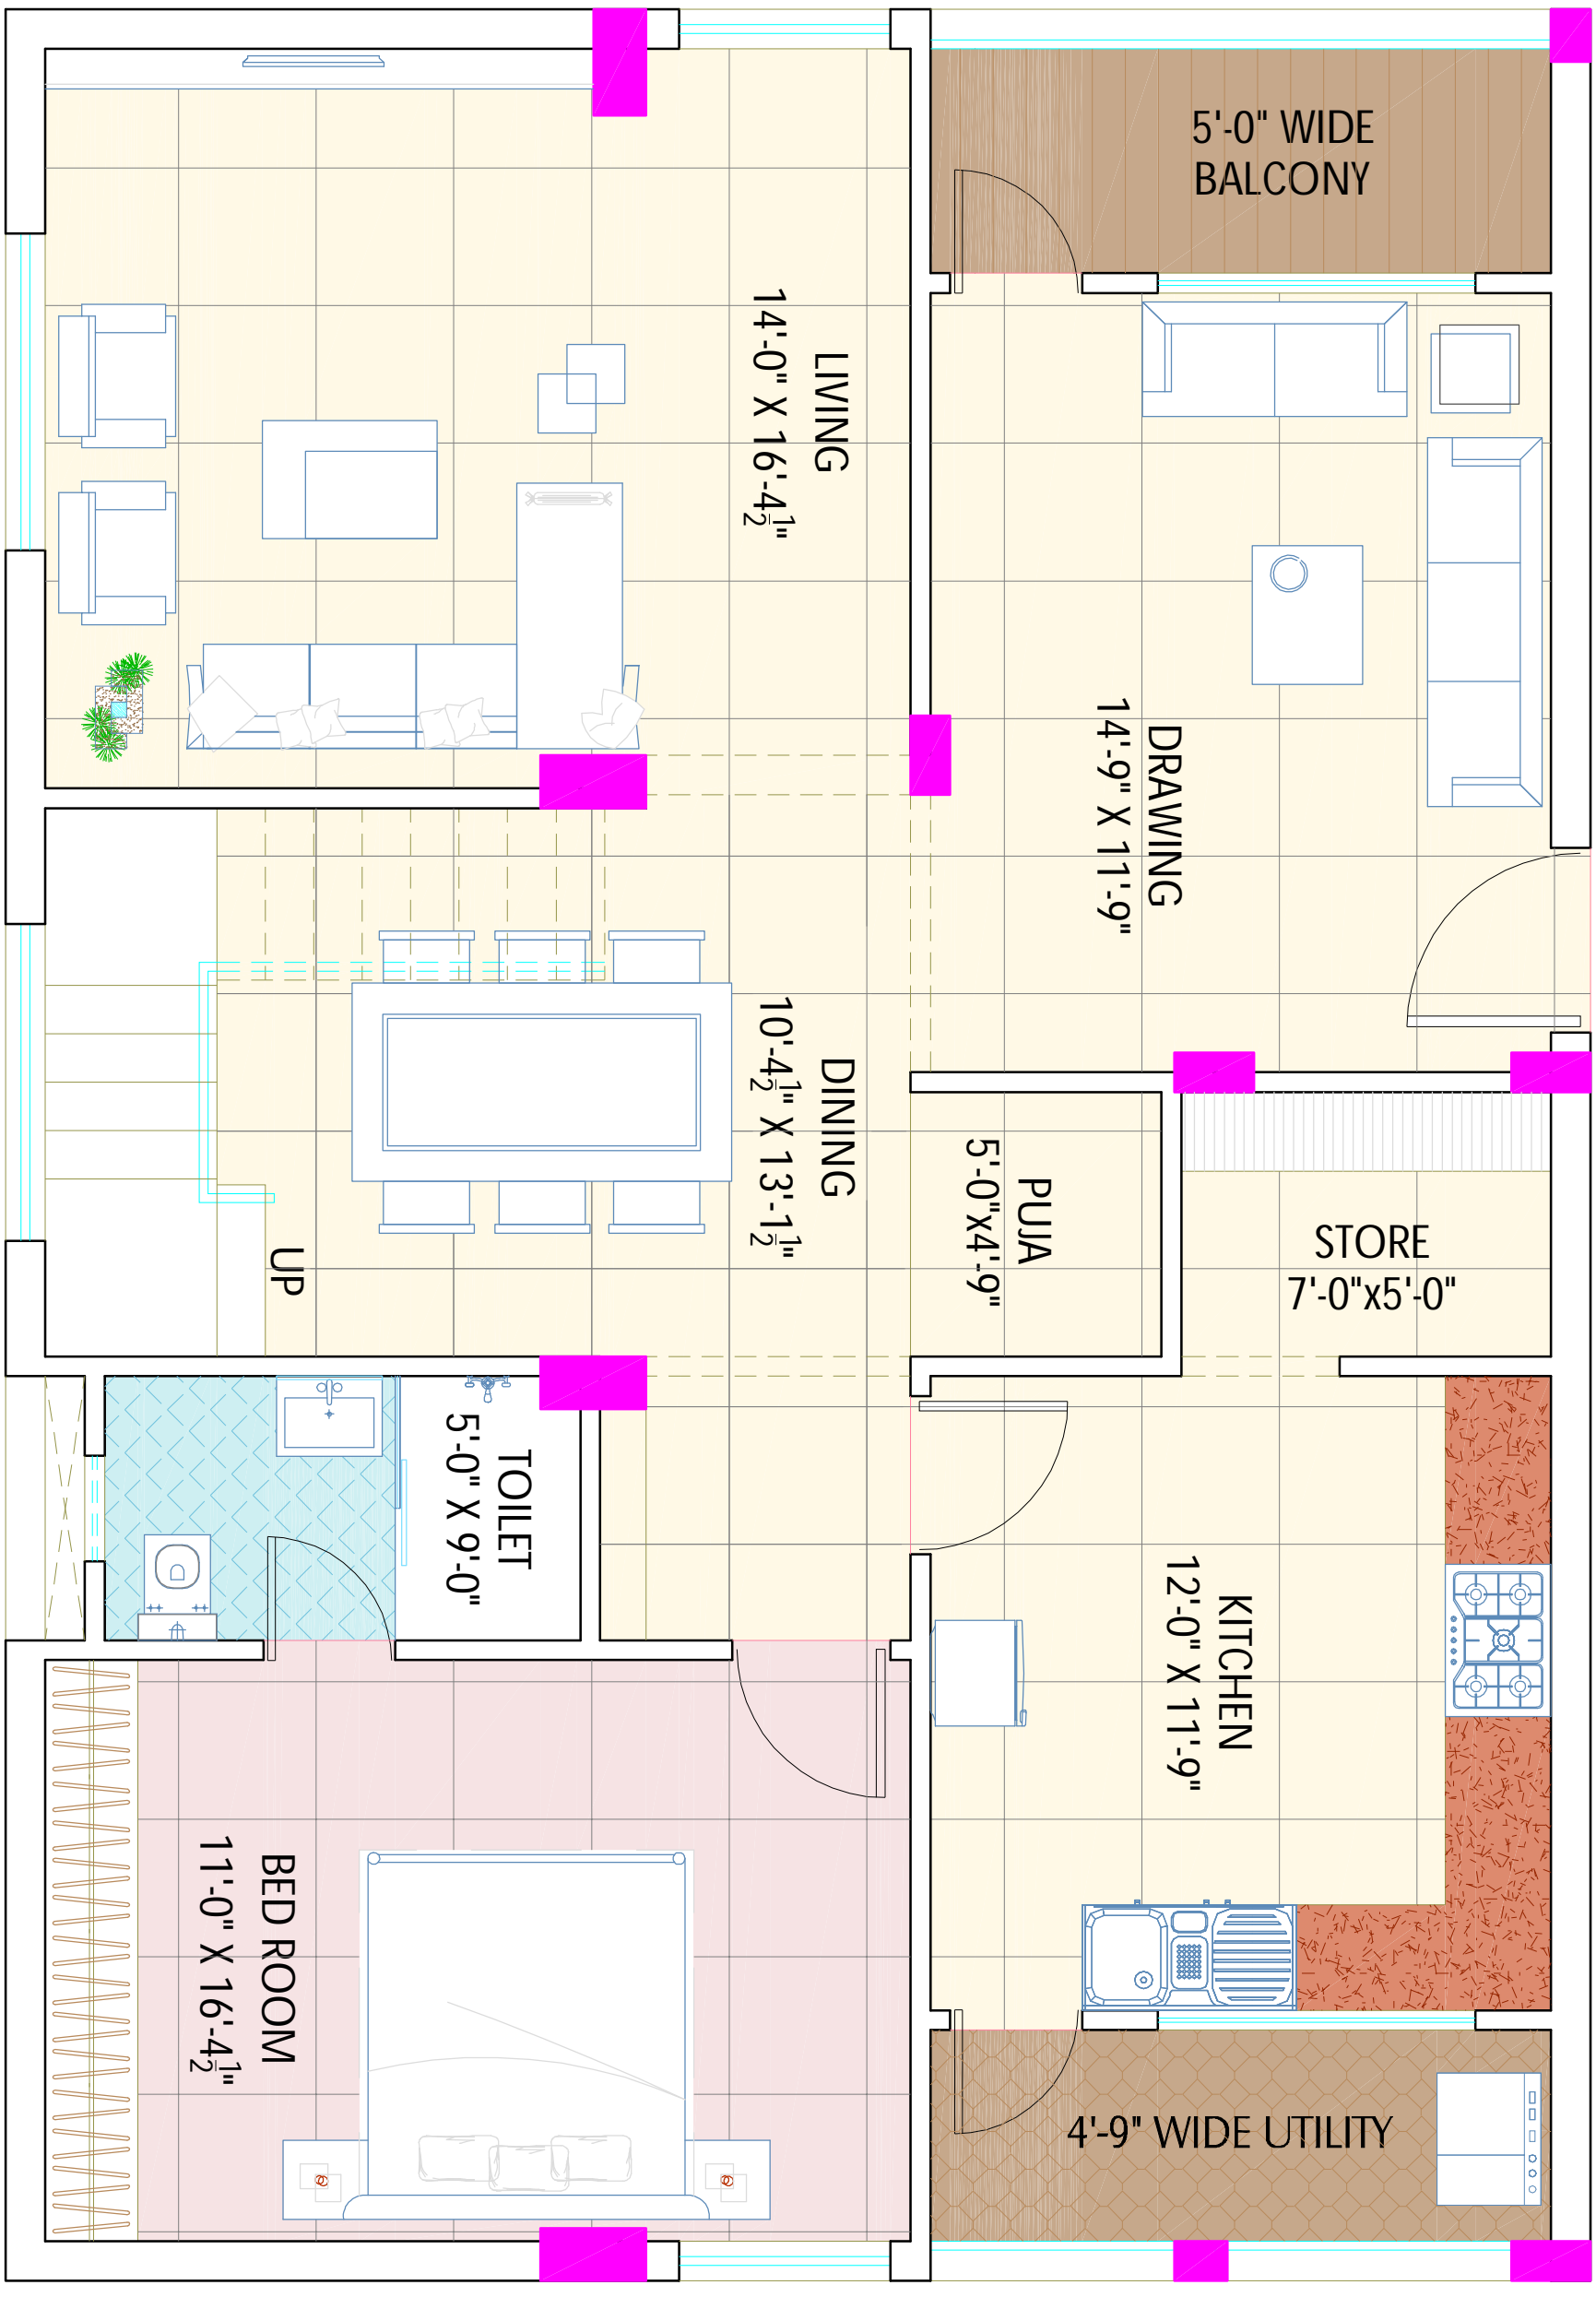 5'-0" WIDE
BALCONY
LIVING
14'-0" X 16'-4½"
DRAWING
14'-9" X 11'-9"
DINING
10'-4½" X 13'-1½"
PUJA
5'-0"x4'-9"
STORE
7'-0"x5'-0"
UP
TOILET
5'-0" X 9'-0"
KITCHEN
12'-0" X 11'-9"
BED ROOM
11'-0" X 16'-4½"
4'-9" WIDE UTILITY